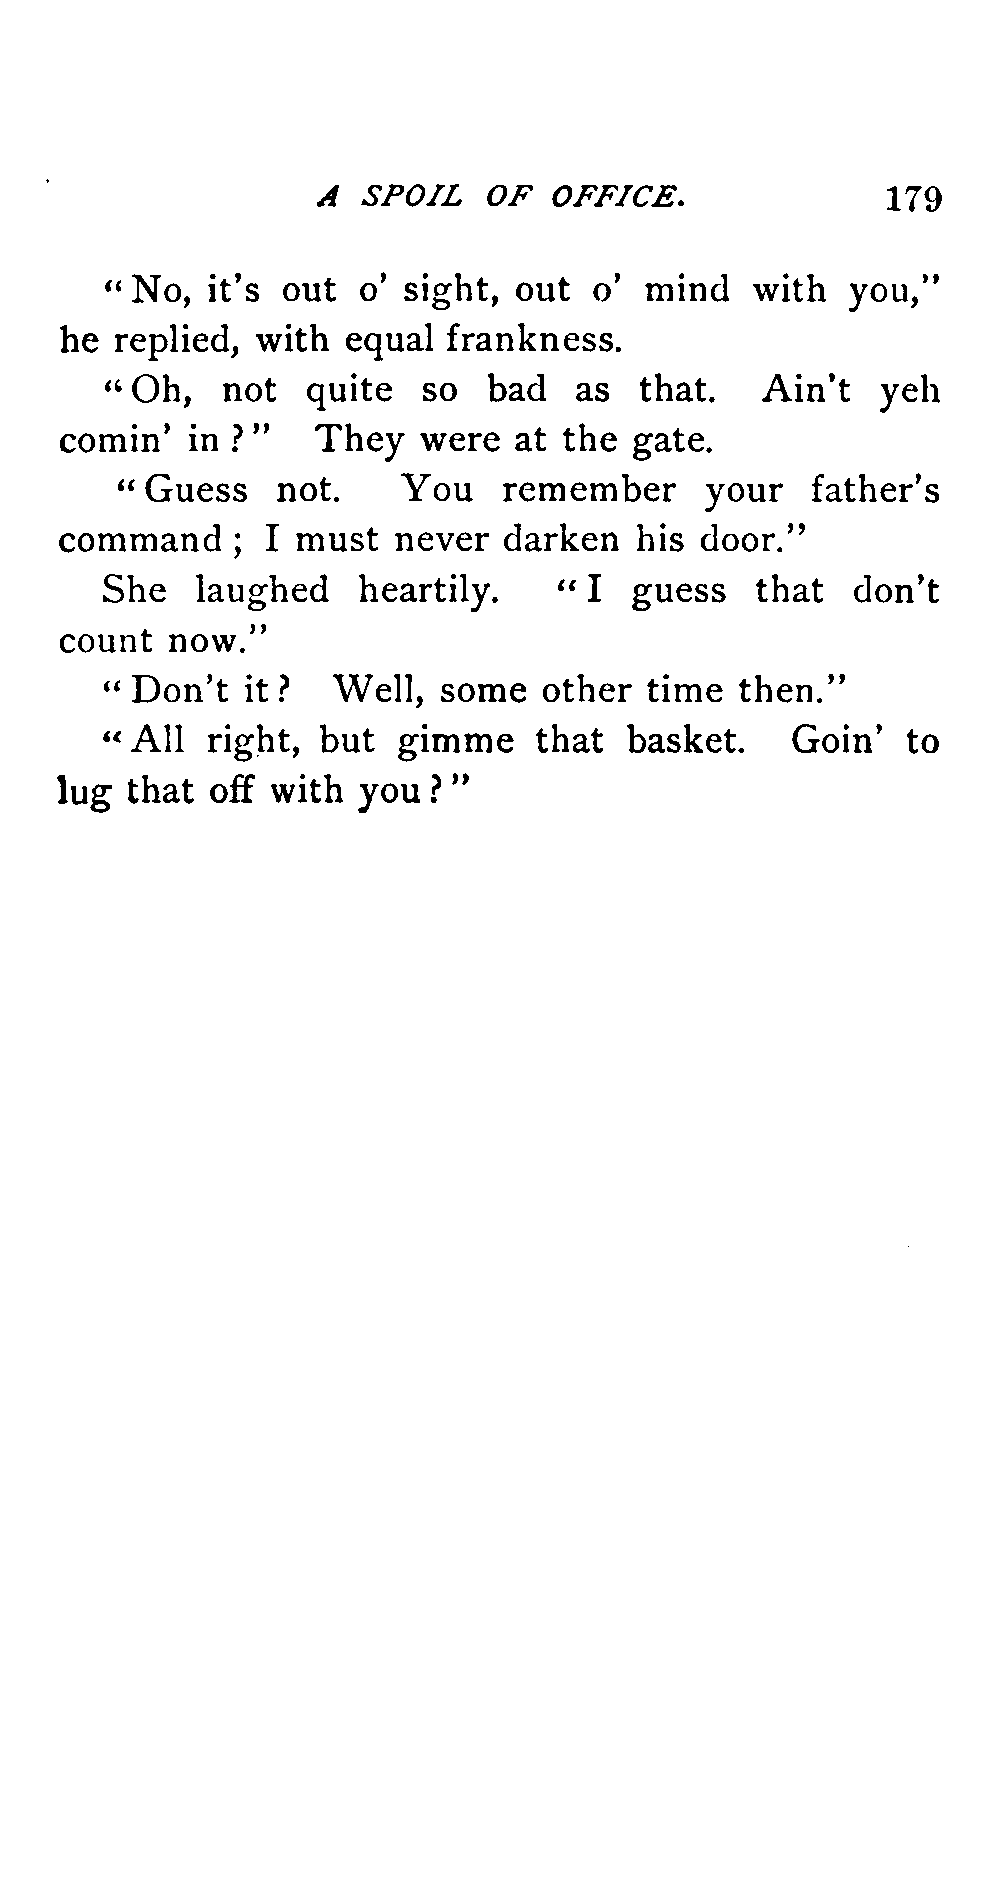 A SPOIL OF OFFICE. 179
"No, it's out o' sight, out o' mind with you,"
he replied, with equal frankness.
"Oh, not quite so bad as that. Ain't yeh
comin' in?" They were at the gate.
"Guess not. You remember your father's
command; I must never darken his door."
She laughed heartily. "I guess that don't
count now."
"Don't it? Well, some other time then."
"All right, but gimme that basket. Goin' to
lug that off with you?"